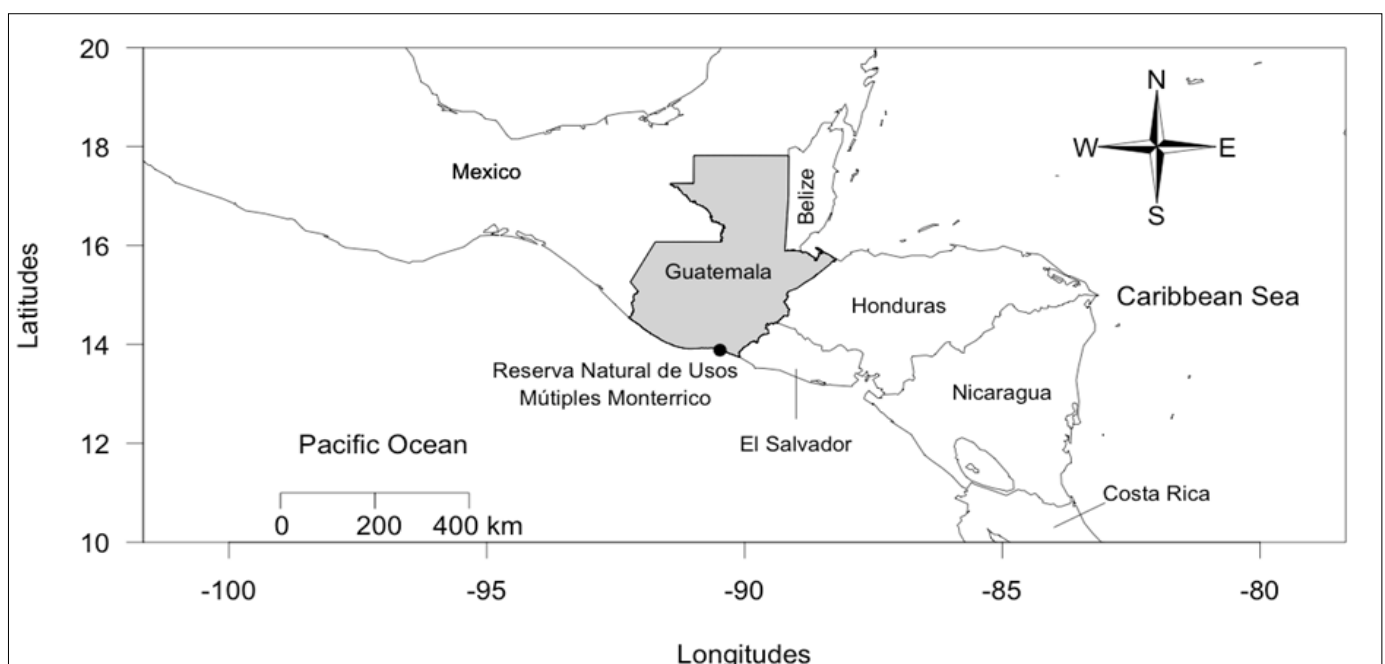 20
18
16
14
12
10
Latitudes
Mexico
Belize
Guatemala
Honduras
Caribbean Sea
Nicaragua
Reserva Natural de Usos
Mútiples Monterrico
El Salvador
Costa Rica
Pacific Ocean
0 200 400 km
N
W E
S
-100 -95 -90 -85 -80
Longitudes